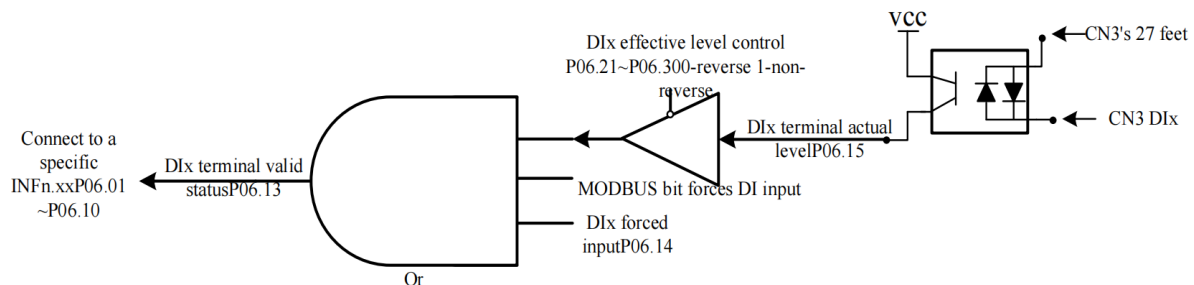 vcc
CN3's 27 feet
CN3 DIx
DIx effective level control
P06.21~P06.300-reverse 1-non-
reverse
DIx terminal actual
levelP06.15
MODBUS bit forces DI input
DIx forced
inputP06.14
Or
DIx terminal valid
statusP06.13
Connect to a
specific
INFn.xxP06.01
~P06.10